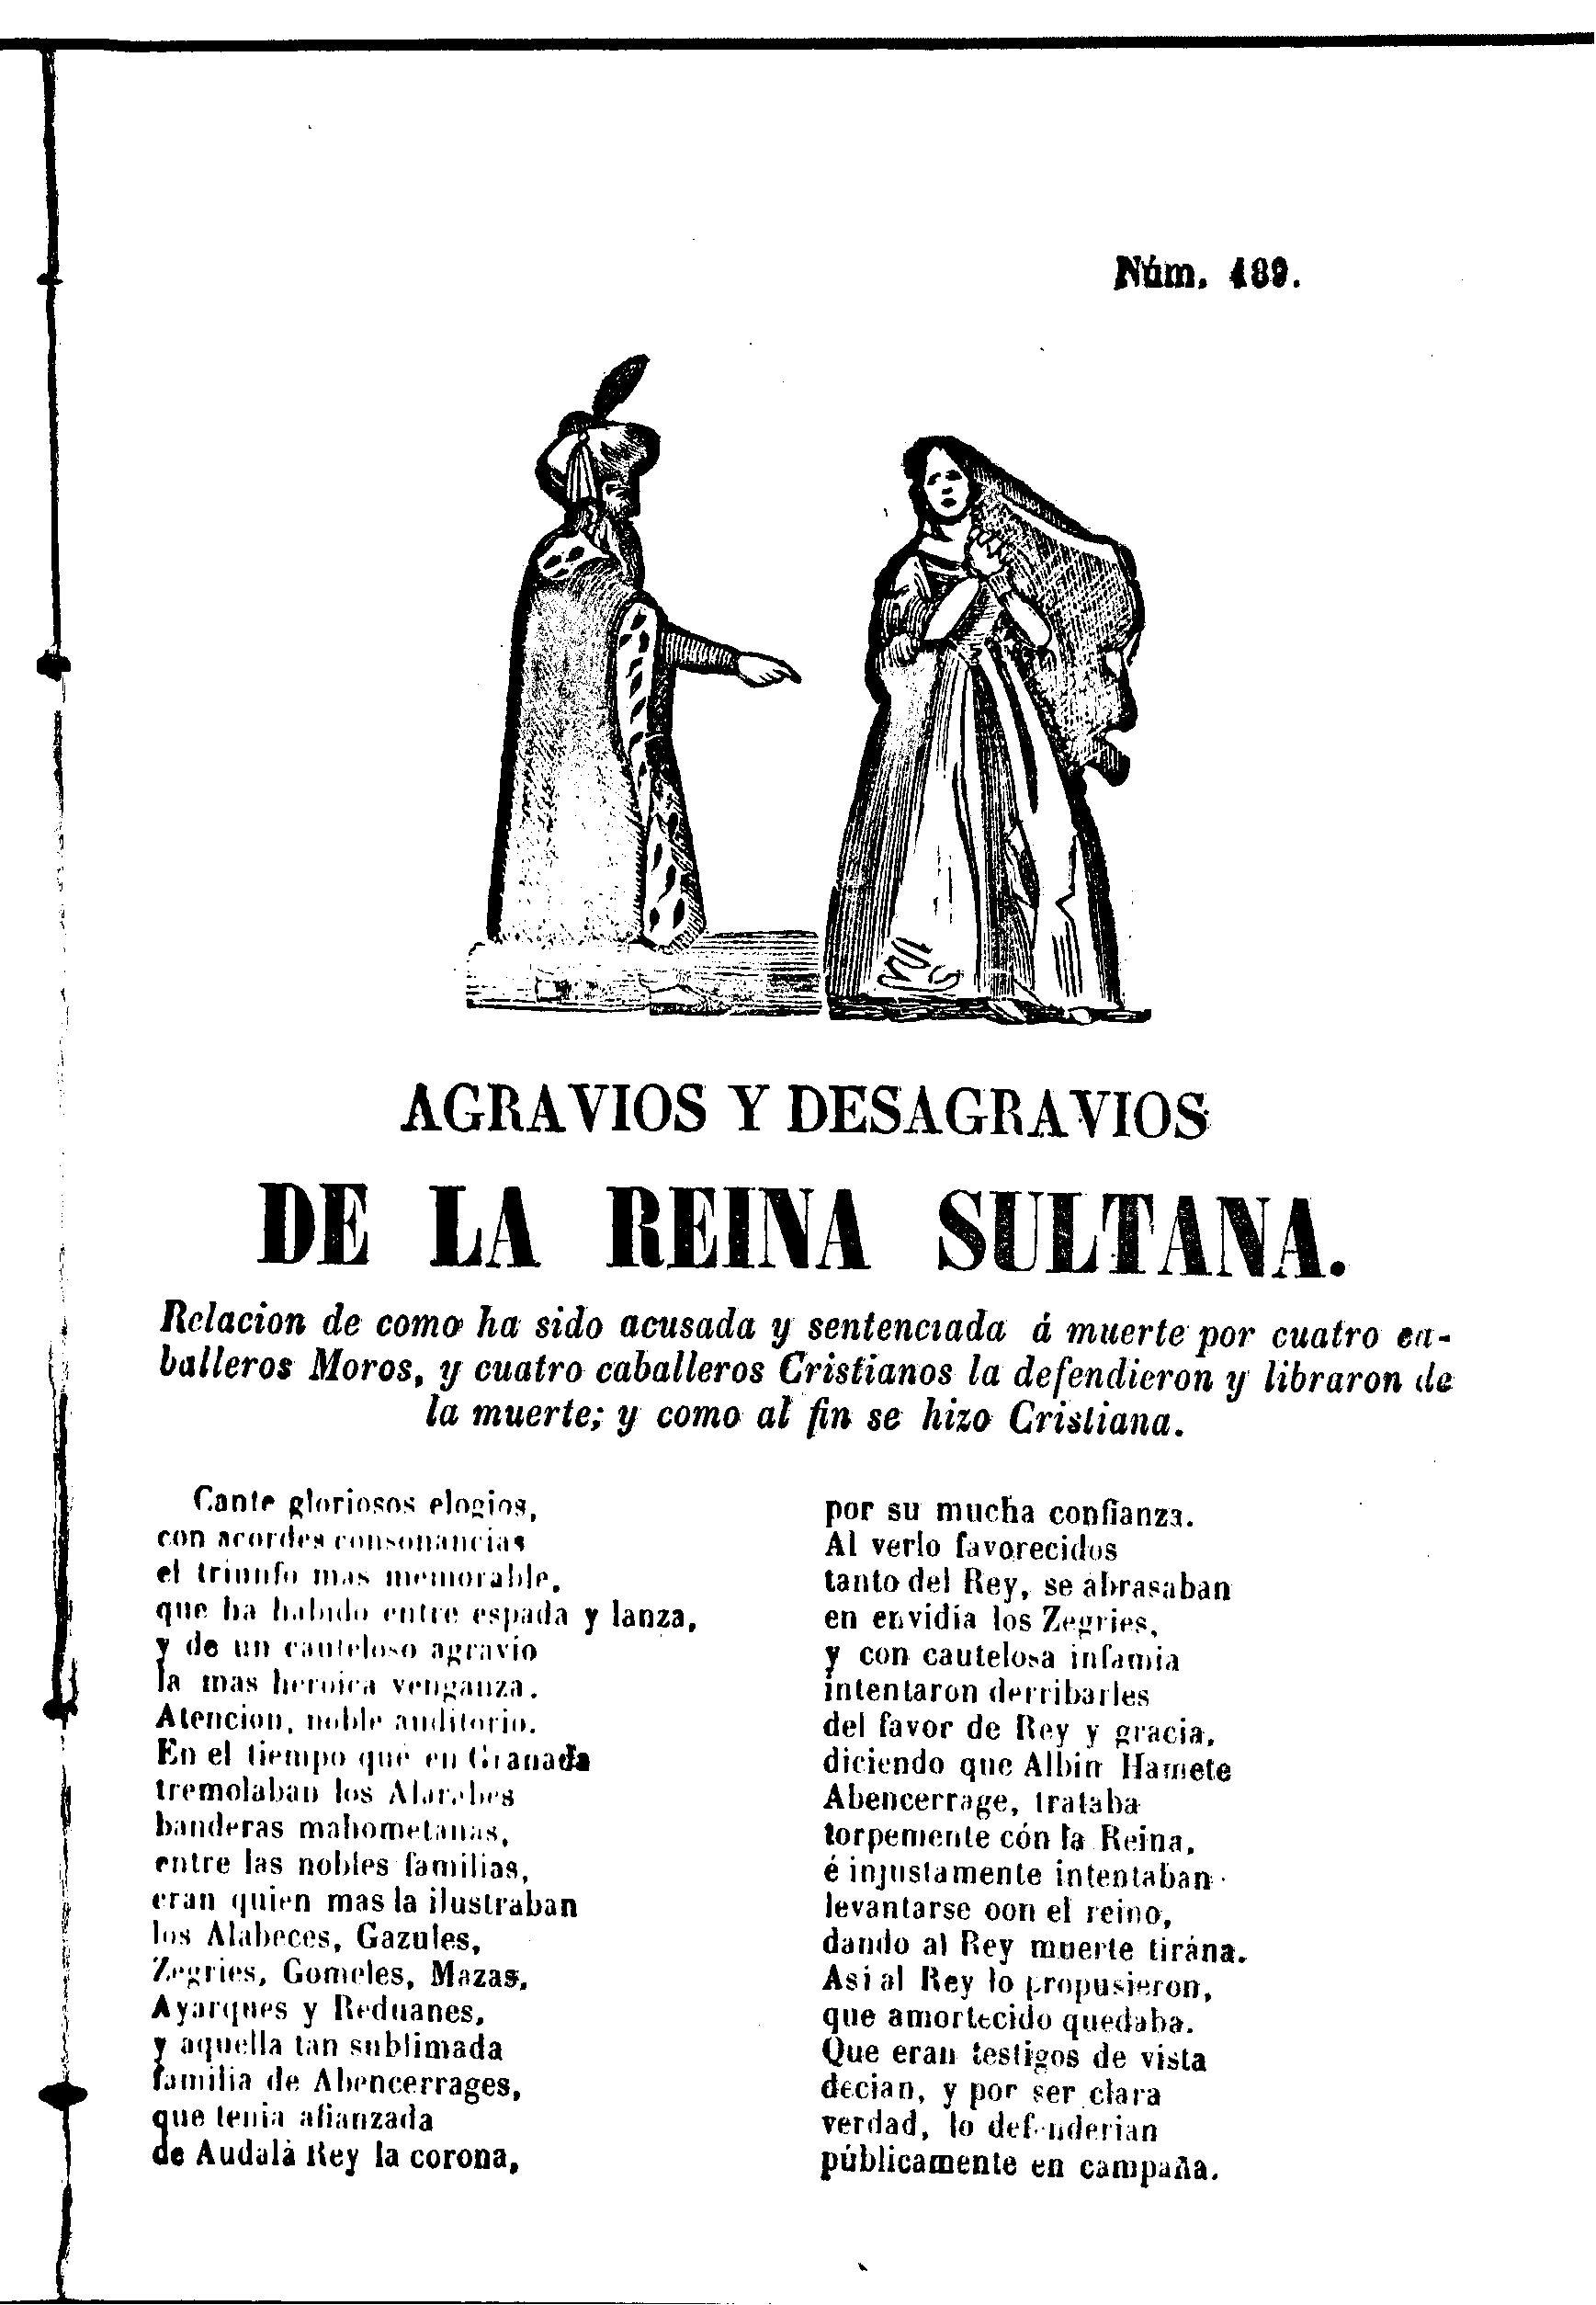 Núm. 489.
AGRAVIOS Y DESAGRAVIOS
DE LA REINA SULTANA.
Relacion de como ha sido acusada y sentenciada á muerte por cuatro ca-
balleros Moros, y cuatro caballeros Cristianos la defendieron y libraron de
la muerte; y como al fin se hizo Cristiana.
Cante gloriosos elogios,
con acordes consonancias
el triunfo mas memorable,
que ha habido entre espada y lanza,
y de un cauteloso agravio
la mas heroica venganza.
Atencion, noble auditorio.
En el tiempo que en Granada
tremolaban los Alarabes
banderas mahometanas,
entre las nobles familias,
eran quien mas la ilustraban
los Alabeces, Gazules,
Zegries, Gomeles, Mazas,
Ayarques y Reduanes,
y aquella tan sublimada
familia de Abencerrages,
que tenia afianzada
de Audalá Rey la corona,
por su mucha confianza.
Al verlo favorecidos
tanto del Rey, se abrasaban
en envidia los Zegries,
y con cautelosa infamia
intentaron derribarles
del favor de Rey y gracia,
diciendo que Albin Hamete
Abencerrage, trataba
torpemente cón la Reina,
é injustamente intentaban
levantarse oon el reino,
dando al Rey muerte tirána.
Asi al Rey lo propusieron,
que amortecido quedaba.
Que eran testigos de vista
decian, y por ser clara
verdad, lo defenderian
públicamente en campaña.